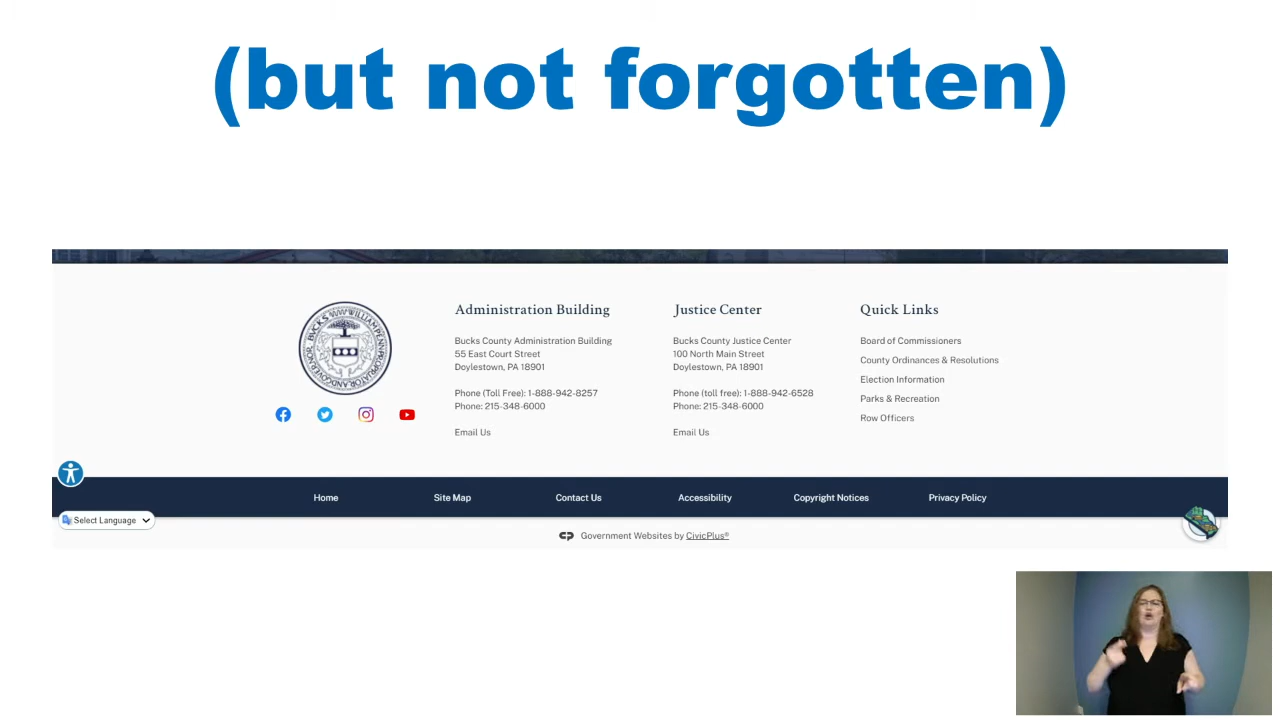 (but not forgotten)
Administration Building
Bucks County Administration Building
55 East Court Street
Doylestown, PA 18901
Phone (Toll Free): 1-888-942-8257
Phone: 215-348-6000
Email Us
Justice Center
Bucks County Justice Center
100 North Main Street
Doylestown, PA 18901
Phone (toll free): 1-888-942-6528
Phone: 215-348-6000
Email Us
Quick Links
Board of Commissioners
County Ordinances & Resolutions
Election Information
Parks & Recreation
Row Officers
Home
Site Map
Contact Us
Accessibility
Copyright Notices
Privacy Policy
Select Language
Government Websites by CivicPlus®